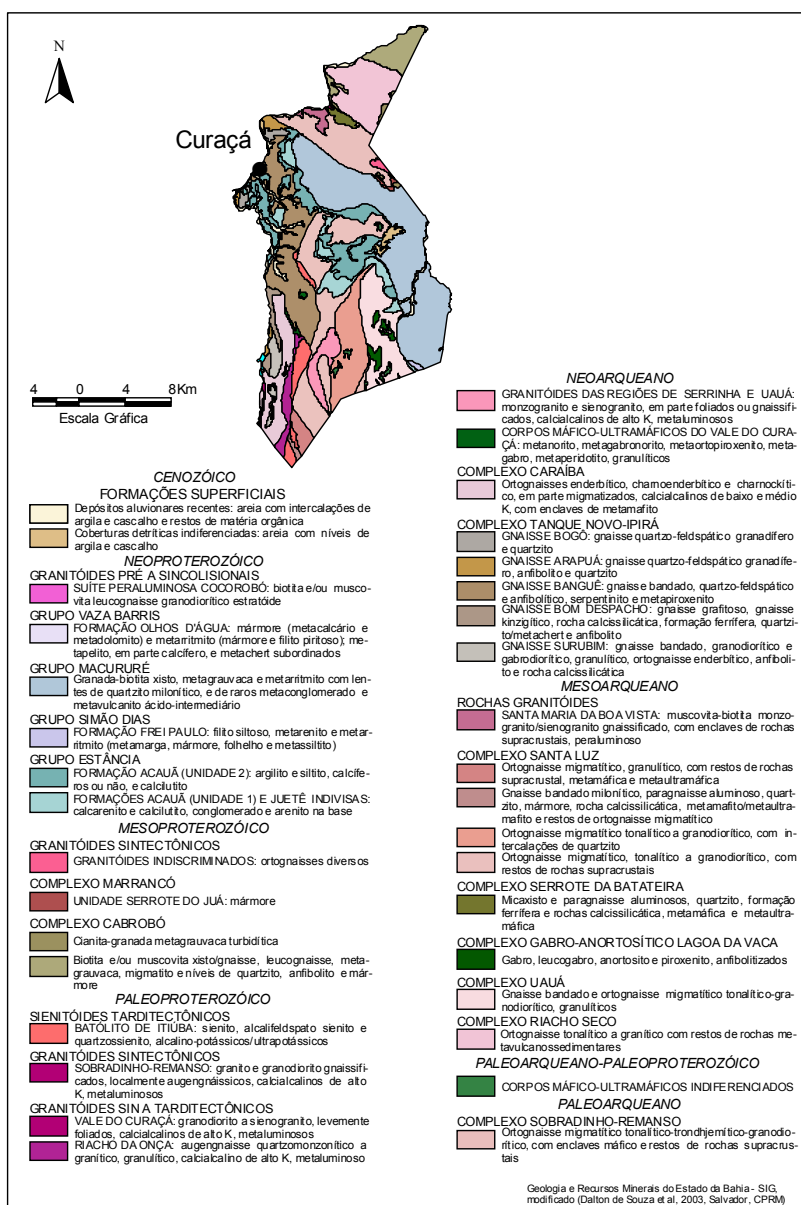 N
Curaçá
4 0 4 8Km
Escala Gráfica
CENOZÓICO
FORMAÇÕES SUPERFICIAIS
Depósitos aluvionares recentes: areia com intercalações de
argila e cascalho e restos de matéria orgânica
Coberturas detríticas indiferenciadas: areia com níveis de
argila e cascalho
NEOPROTEROZÓICO
GRANITÓIDES PRÉ A SINCOLISIONAIS
SUÍTE PERALUMINOSA COCOROBÓ: biotita e/ou musco-
vita leucognaisse granodiorítico estratóide
GRUPO VAZA BARRIS
FORMAÇÃO OLHOS D'ÁGUA: mármore (metacalcário e
metadolomito) e metarritmito (mármore e filito piritoso); me-
tapelito, em parte calcífero, e metachert subordinados
GRUPO MACURURÉ
Granada-biotita xisto, metagrauvaca e metarritmito com len-
tes de quartzito milonítico, e de raros metaconglomerado e
metavulcanito ácido-intermediário
GRUPO SIMÃO DIAS
FORMAÇÃO FREI PAULO: filito siltoso, metarenito e metar-
ritmito (metamarga, mármore, folhelho e metassiltito)
GRUPO ESTÂNCIA
FORMAÇÃO ACAUÃ (UNIDADE 2): argilito e siltito, calcífe-
ros ou não, e calcilutito
FORMAÇÕES ACAUÃ (UNIDADE 1) E JUETÊ INDIVISAS:
calcarenito e calcilutito, conglomerado e arenito na base
MESOPROTEROZÓICO
GRANITÓIDES SINTECTÔNICOS
GRANITÓIDES INDISCRIMINADOS: ortognaisses diversos
COMPLEXO MARRANCÓ
UNIDADE SERROTE DO JUÁ: mármore
COMPLEXO CABROBÓ
Cianita-granada metagrauvaca turbidítica
Biotita e/ou muscovita xisto/gnaisse, leucognaisse, meta-
grauvaca, migmatito e níveis de quartzito, anfibolito e már-
more
PALEOPROTEROZÓICO
SIENITÓIDES TARDITECTÔNICOS
BATÓLITO DE ITIÚBA: sienito, alcalifeldspato sienito e
quartzossienito, alcalino-potássicos/ultrapotássicos
GRANITÓIDES SINTECTÔNICOS
SOBRADINHO-REMANSO: granito e granodiorito gnaissifi-
cados, localmente augengnáissicos, calcialcalinos de alto
K, metaluminosos
GRANITÓIDES SIN A TARDITECTÔNICOS
VALE DO CURAÇÁ: granodiorito a sienogranito, levemente
foliados, calcialcalinos de alto K, metaluminosos
RIACHO DA ONÇA: augengnaisse quartzomonzonítico a
granítico, granulítico, calcialcalino de alto K, metaluminoso
NEOARQUEANO
GRANITÓIDES DAS REGIÕES DE SERRINHA E UAUÁ:
monzogranito e sienogranito, em parte foliados ou gnaissifi-
cados, calcialcalinos de alto K, metaluminosos
CORPOS MÁFICO-ULTRAMÁFICOS DO VALE DO CURA-
ÇÁ: metanorito, metagabronorito, metaortopiroxenito, meta-
gabro, metaperidotito, granulíticos
COMPLEXO CARAÍBA
Ortognaisses enderbítico, charnoenderbítico e charnockíti-
co, em parte migmatizados, calcialcalinos de baixo e médio
K, com enclaves de metamafito
COMPLEXO TANQUE NOVO-IPIRÁ
GNAISSE BOGÓ: gnaisse quartzo-feldspático granadífero
e quartzito
GNAISSE ARAPUÁ: gnaisse quartzo-feldspático granadífe-
ro, anfibolito e quartzito
GNAISSE BANGUÊ: gnaisse bandado, quartzo-feldspático
e anfibolítico, serpentinito e metapiroxenito
GNAISSE BOM DESPACHO: gnaisse grafitoso, gnaisse
kinzigítico, rocha calcissilicática, formação ferrífera, quartzi-
to/metachert e anfibolito
GNAISSE SURUBIM: gnaisse bandado, granodiorítico e
gabrodiorítico, granulítico, ortognaisse enderbítico, anfiboli-
to e rocha calcissilicática
MESOARQUEANO
ROCHAS GRANITÓIDES
SANTA MARIA DA BOA VISTA: muscovita-biotita monzo-
granito/sienogranito gnaissificado, com enclaves de rochas
supracrustais, peraluminoso
COMPLEXO SANTA LUZ
Ortognaisse migmatítico, granulítico, com restos de rochas
supracrustal, metamáfica e metaultramáfica
Gnaisse bandado milonítico, paragnaisse aluminoso, quart-
zito, mármore, rocha calcissilicática, metamafito/metaultra-
mafito e restos de ortognaisse migmatítico
Ortognaisse migmatítico tonalítico a granodiorítico, com in-
tercalações de quartzito
Ortognaisse migmatítico, tonalítico a granodiorítico, com
restos de rochas supracrustais
COMPLEXO SERROTE DA BATATEIRA
Micaxisto e paragnaisse aluminosos, quartzito, formação
ferrífera e rochas calcissilicática, metamáfica e metaultra-
máfica
COMPLEXO GABRO-ANORTOSÍTICO LAGOA DA VACA
Gabro, leucogabro, anortosito e piroxenito, anfibolitizados
COMPLEXO UAUÁ
Gnaisse bandado e ortognaisse migmatítico tonalítico-gra-
nodiorítico, granulíticos
COMPLEXO RIACHO SECO
Ortognaisse tonalítico a granítico com restos de rochas me-
tavulcanossedimentares
PALEOARQUEANO-PALEOPROTEROZÓICO
CORPOS MÁFICO-ULTRAMÁFICOS INDIFERENCIADOS
PALEOARQUEANO
COMPLEXO SOBRADINHO-REMANSO
Ortognaisse migmatítico tonalítico-trondhjemítico-granodio-
rítico, com enclaves máfico e restos de rochas supracrus-
tais
Geologia e Recursos Minerais do Estado da Bahia - SIG,
modificado (Dalton de Souza et al, 2003, Salvador, CPRM)